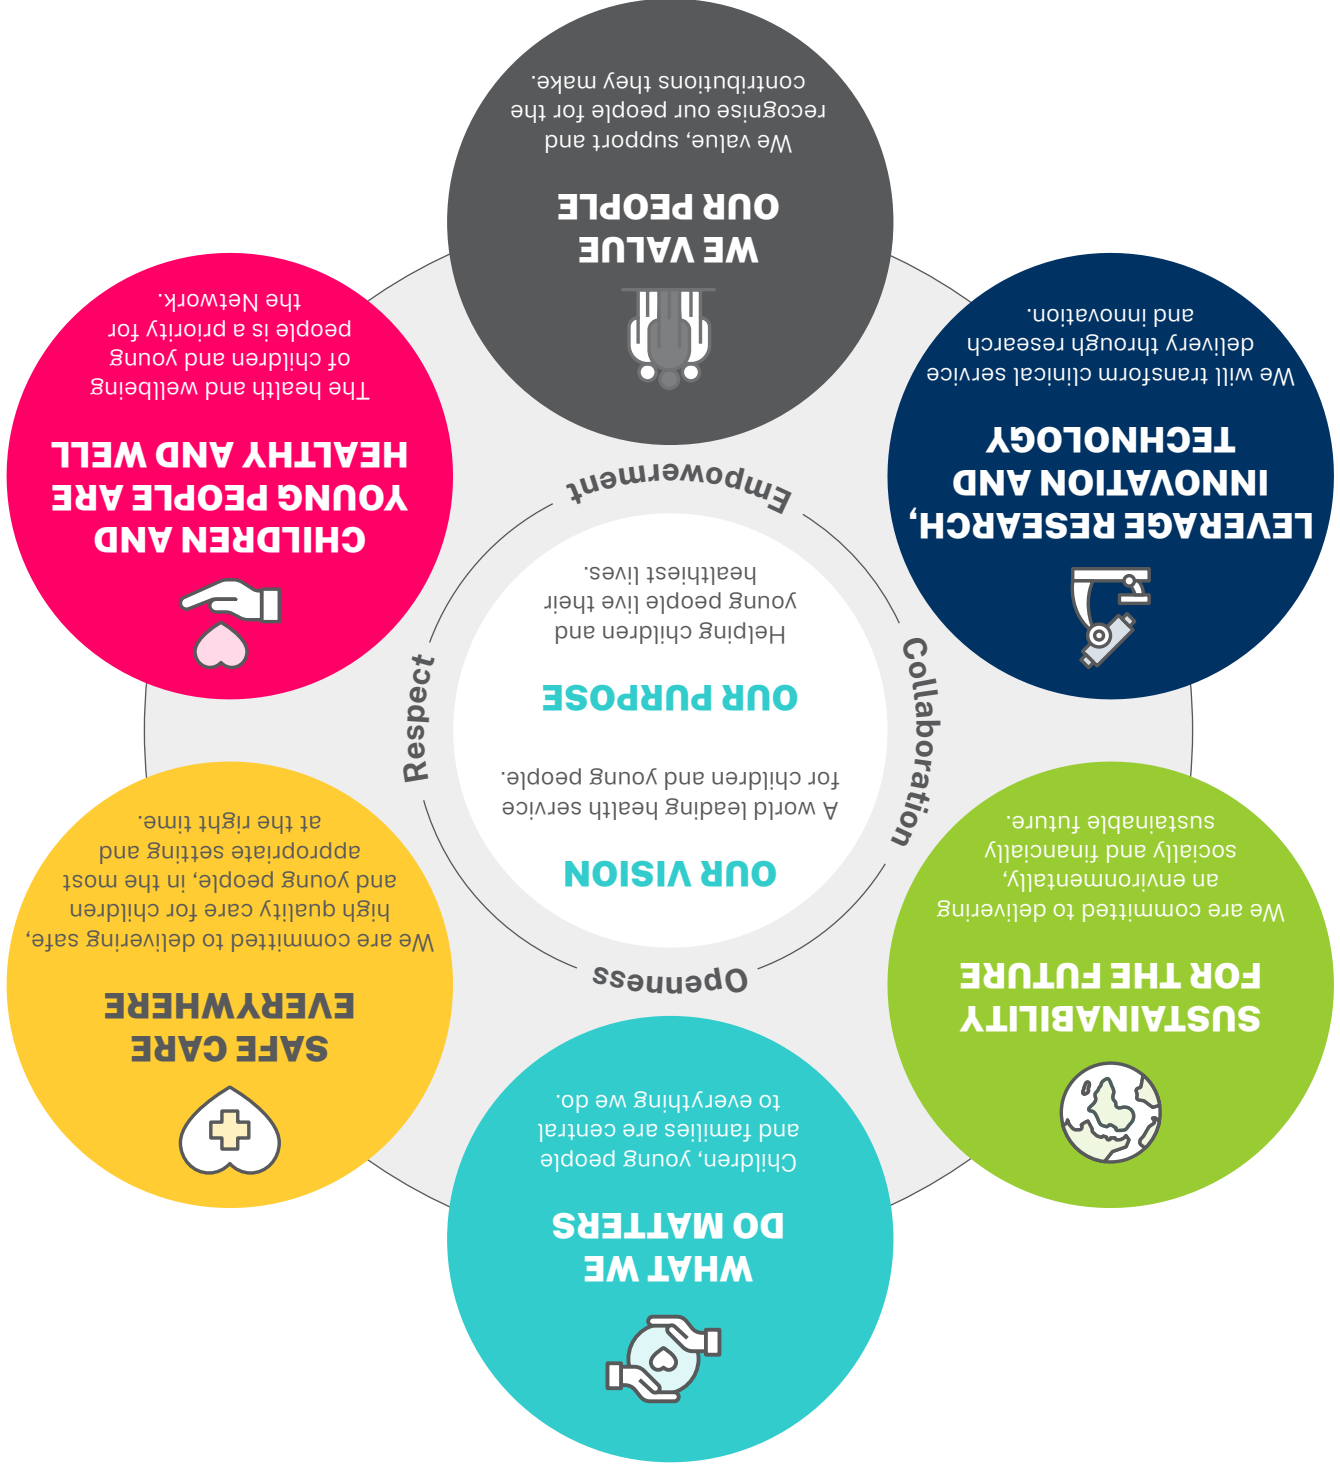 WHAT WE
DO MATTERS
Children, young people
and families are central
to everything we do.
SAFE CARE
EVERYWHERE
We are committed to delivering safe,
high quality care for children
and young people, in the most
appropriate setting and
at the right time.
SUSTAINABILITY
FOR THE FUTURE
We are committed to delivering
an environmentally,
socially and financially
sustainable future.
Openness
Collaboration
Respect
Empowerment
OUR VISION
A world leading health service
for children and young people.
OUR PURPOSE
Helping children and
young people live their
healthiest lives.
CHILDREN AND
YOUNG PEOPLE ARE
HEALTHY AND WELL
The health and wellbeing
of children and young
people is a priority for
the Network.
LEVERAGE RESEARCH,
INNOVATION AND
TECHNOLOGY
We will transform clinical service
delivery through research
and innovation.
WE VALUE
OUR PEOPLE
We value, support and
recognise our people for the
contributions they make.